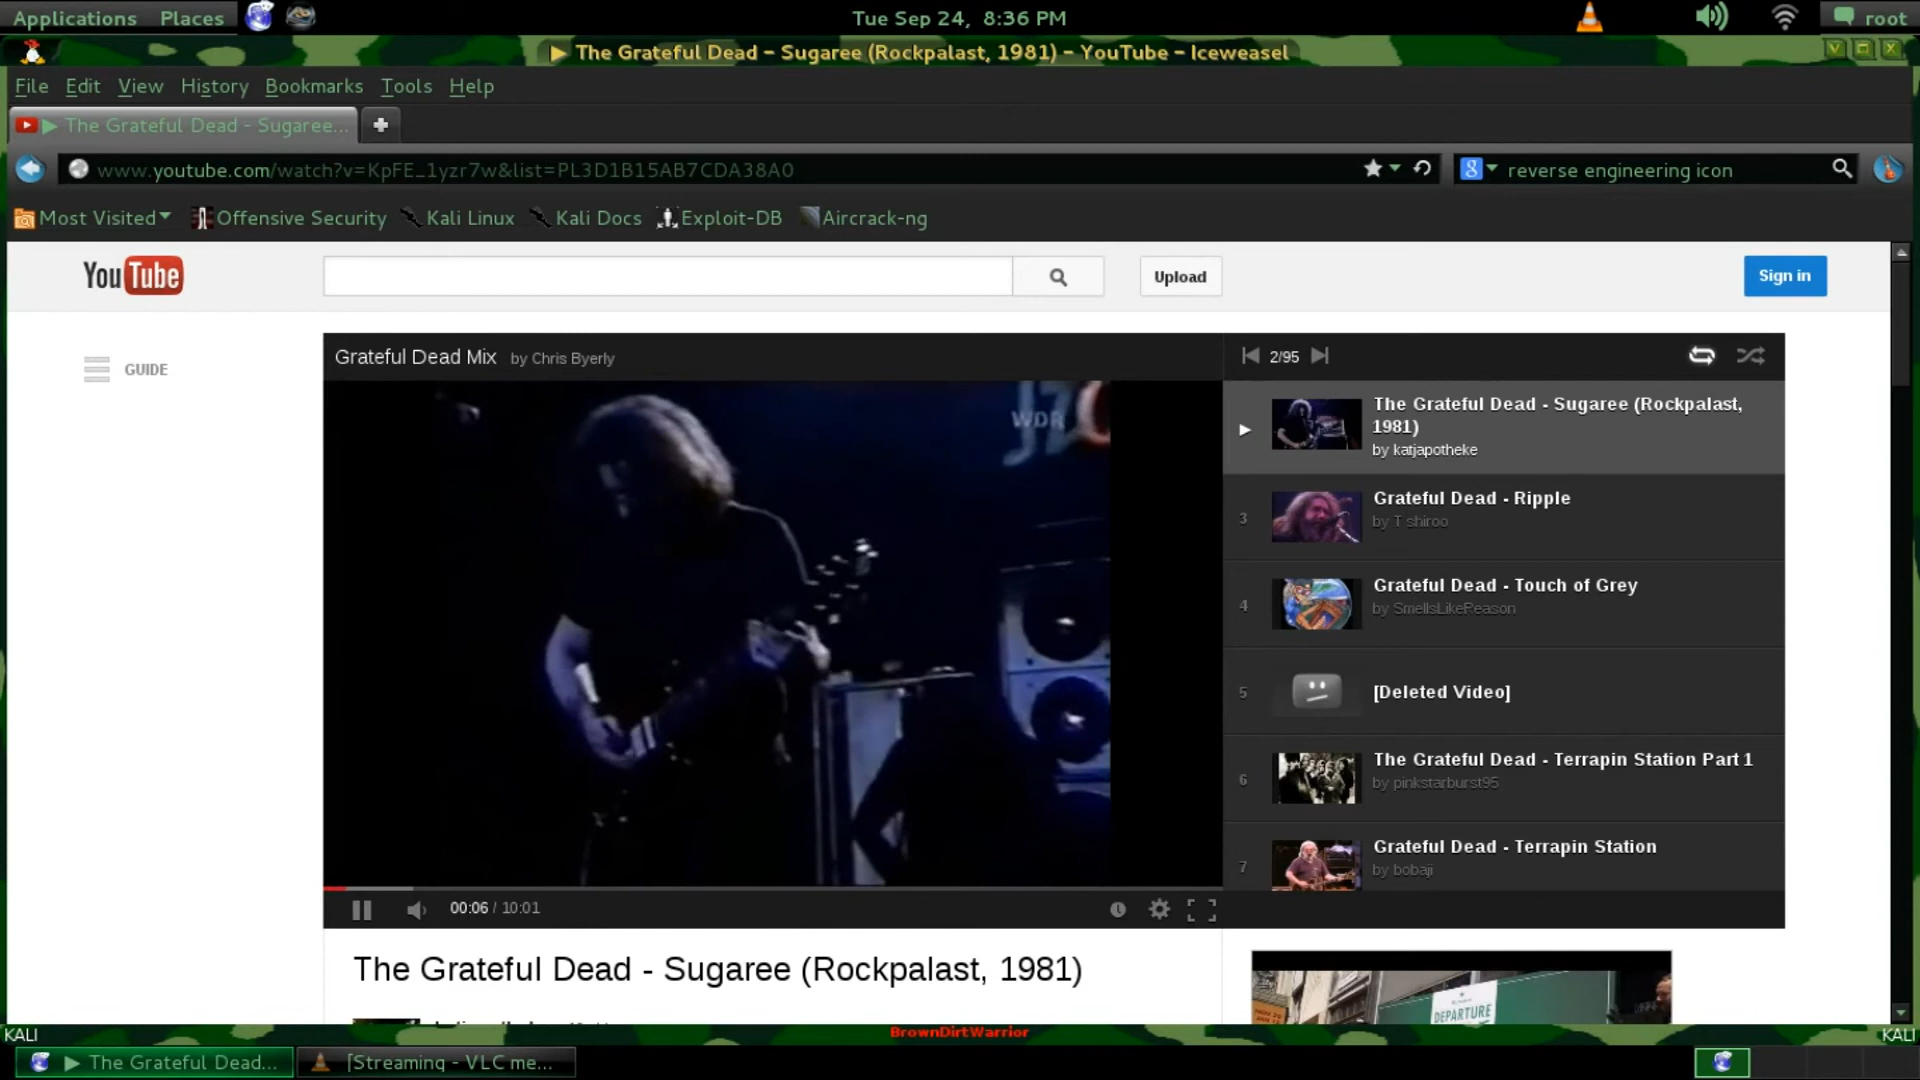 Applications Places
Tue Sep 24, 8:36 PM
root
▶ The Grateful Dead – Sugaree (Rockpalast, 1981) – YouTube – Iceweasel
File Edit View History Bookmarks Tools Help
▶ The Grateful Dead - Sugaree...
www.youtube.com/watch?v=KpFE_1yzr7w&list=PL3D1B15AB7CDA38A0
reverse engineering icon
Most Visited Offensive Security Kali Linux Kali Docs Exploit-DB Aircrack-ng
YouTube
Upload
Sign in
GUIDE
Grateful Dead Mix by Chris Byerly
2/95
WDR
The Grateful Dead - Sugaree (Rockpalast,
1981)
by katjapotheke
3
Grateful Dead - Ripple
by T shiroo
4
Grateful Dead - Touch of Grey
by SmellsLikeReason
5
[Deleted Video]
6
The Grateful Dead - Terrapin Station Part 1
by pinkstarburst95
7
Grateful Dead - Terrapin Station
by bobaji
00:06 / 10:01
The Grateful Dead - Sugaree (Rockpalast, 1981)
DEPARTURE
KALI
BrownDirtWarrior
KALI
▶ The Grateful Dead...
[Streaming - VLC me...